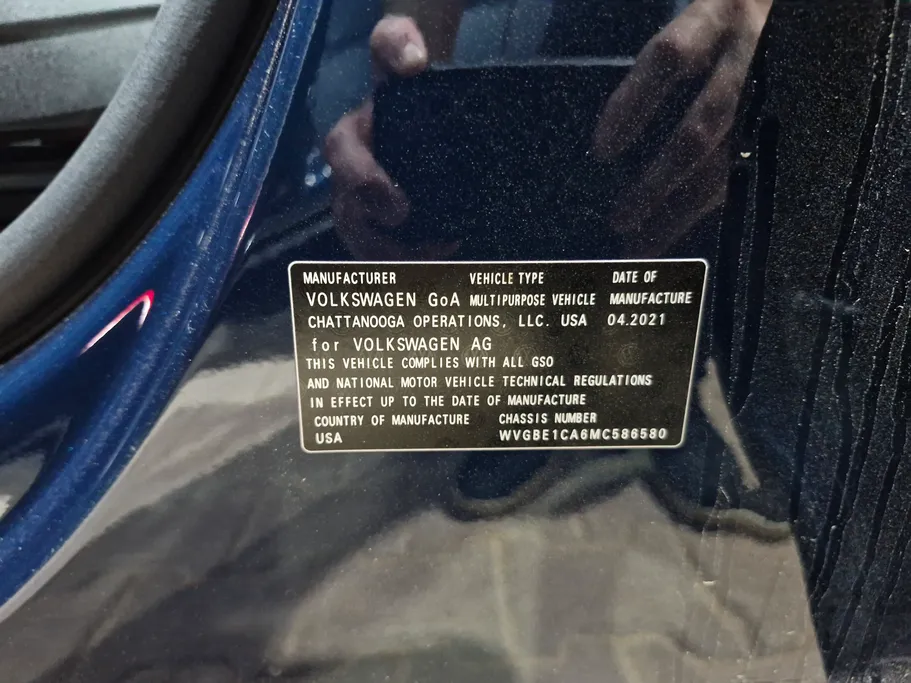 MANUFACTURER VEHICLE TYPE DATE OF
VOLKSWAGEN GoA MULTIPURPOSE VEHICLE MANUFACTURE
CHATTANOOGA OPERATIONS, LLC. USA 04.2021
for VOLKSWAGEN AG
THIS VEHICLE COMPLIES WITH ALL GSO
AND NATIONAL MOTOR VEHICLE TECHNICAL REGULATIONS
IN EFFECT UP TO THE DATE OF MANUFACTURE
COUNTRY OF MANUFACTURE CHASSIS NUMBER
USA WVGBE1CA6MC586580